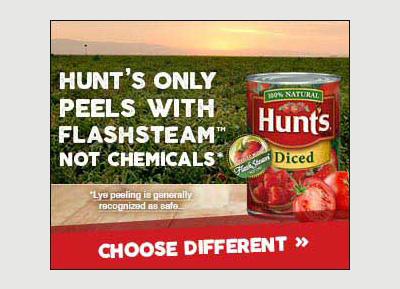 HUNT'S ONLY
PEELS WITH
FLASHSTEAM™
NOT CHEMICALS*
100% NATURAL
Hunt's
FlashSteam
Diced
*Lye peeling is generally
recognized as safe...
CHOOSE DIFFERENT »